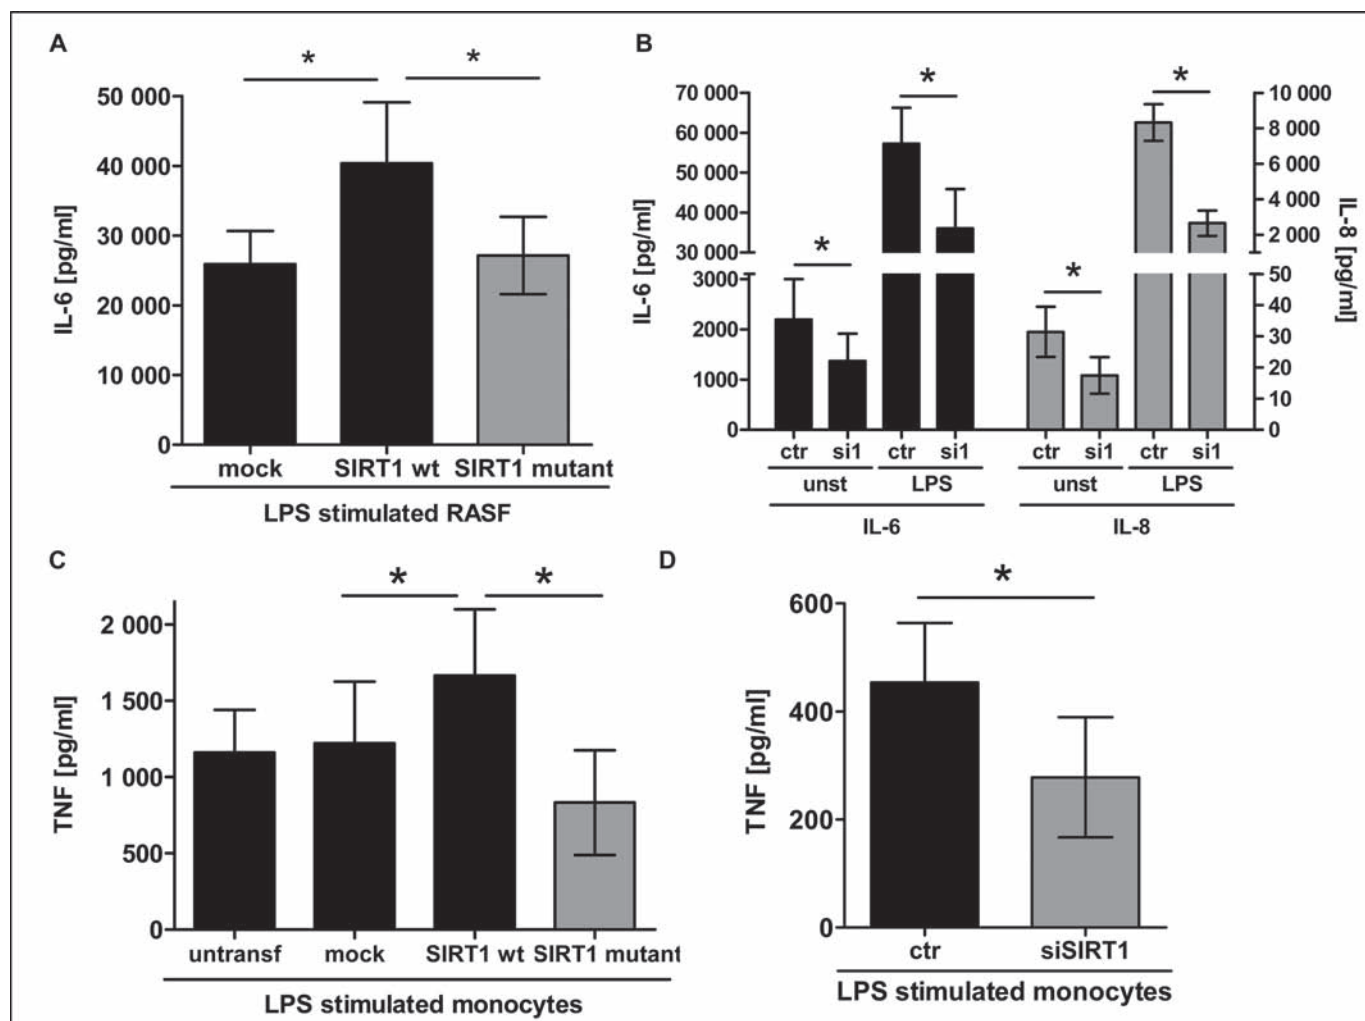 A
*
*
50 000
40 000
30 000
20 000
10 000
0
IL-6 [pg/ml]
mock SIRT1 wt SIRT1 mutant
LPS stimulated RASF
B
*
*
*
*
70 000
60 000
50 000
40 000
30 000
3000
2000
1000
0
IL-6 [pg/ml]
10 000
8 000
6 000
4 000
2 000
50
40
30
20
10
0
IL-8 [pg/ml]
ctr si1 ctr si1 ctr si1 ctr si1
unst LPS unst LPS
IL-6 IL-8
C
*
*
2 000
1 500
1 000
500
0
TNF [pg/ml]
untransf mock SIRT1 wt SIRT1 mutant
LPS stimulated monocytes
D
*
600
400
200
0
TNF [pg/ml]
ctr siSIRT1
LPS stimulated monocytes